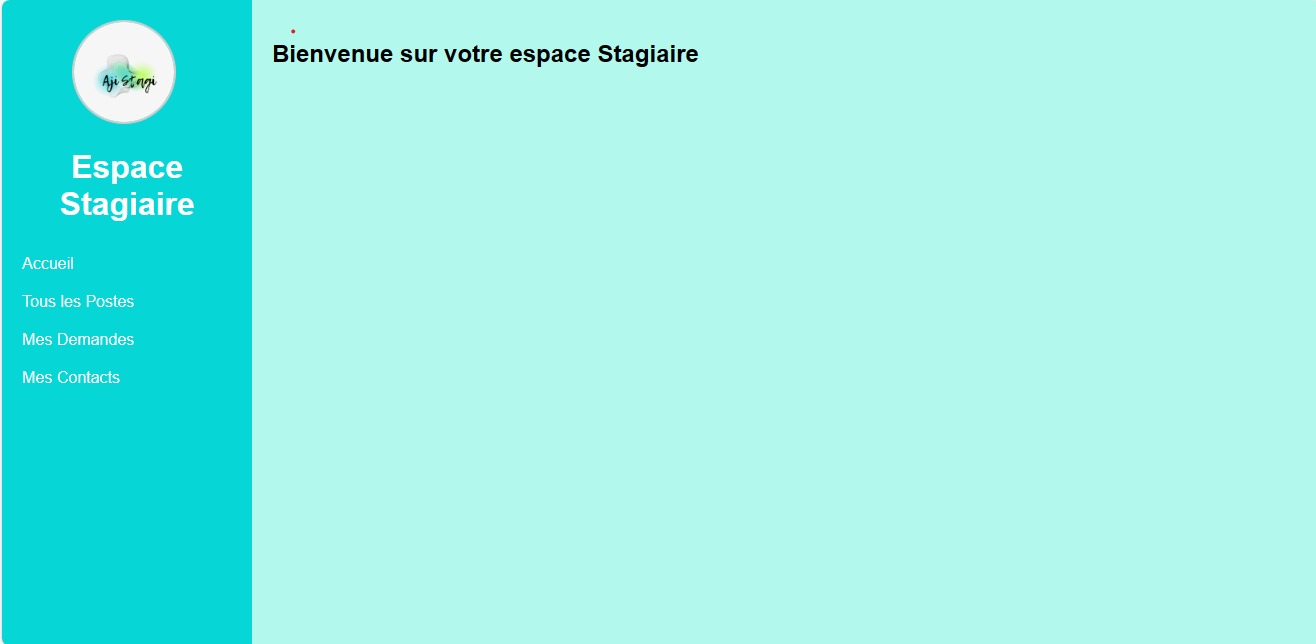 Aji Stagi
Espace
Stagiaire
Accueil
Tous les Postes
Mes Demandes
Mes Contacts
Bienvenue sur votre espace Stagiaire